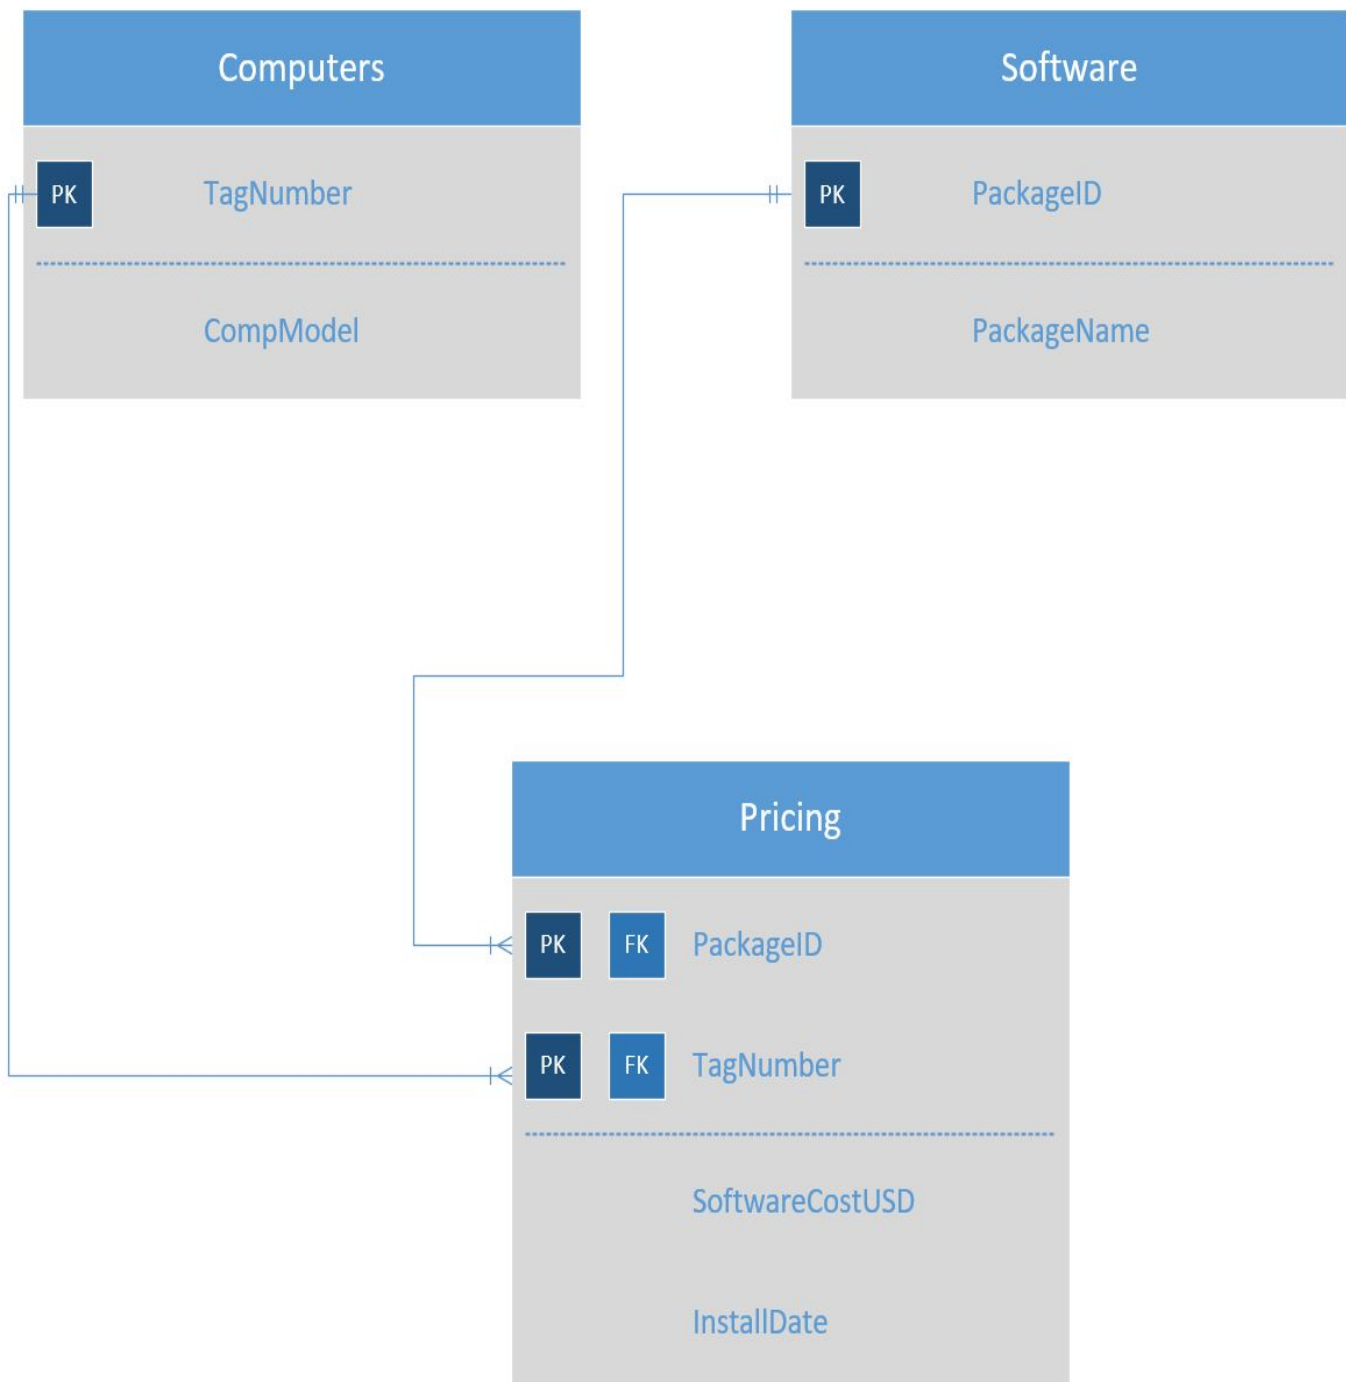 Computers
PK TagNumber
CompModel
Software
PK PackageID
PackageName
Pricing
PK FK PackageID
PK FK TagNumber
SoftwareCostUSD
InstallDate